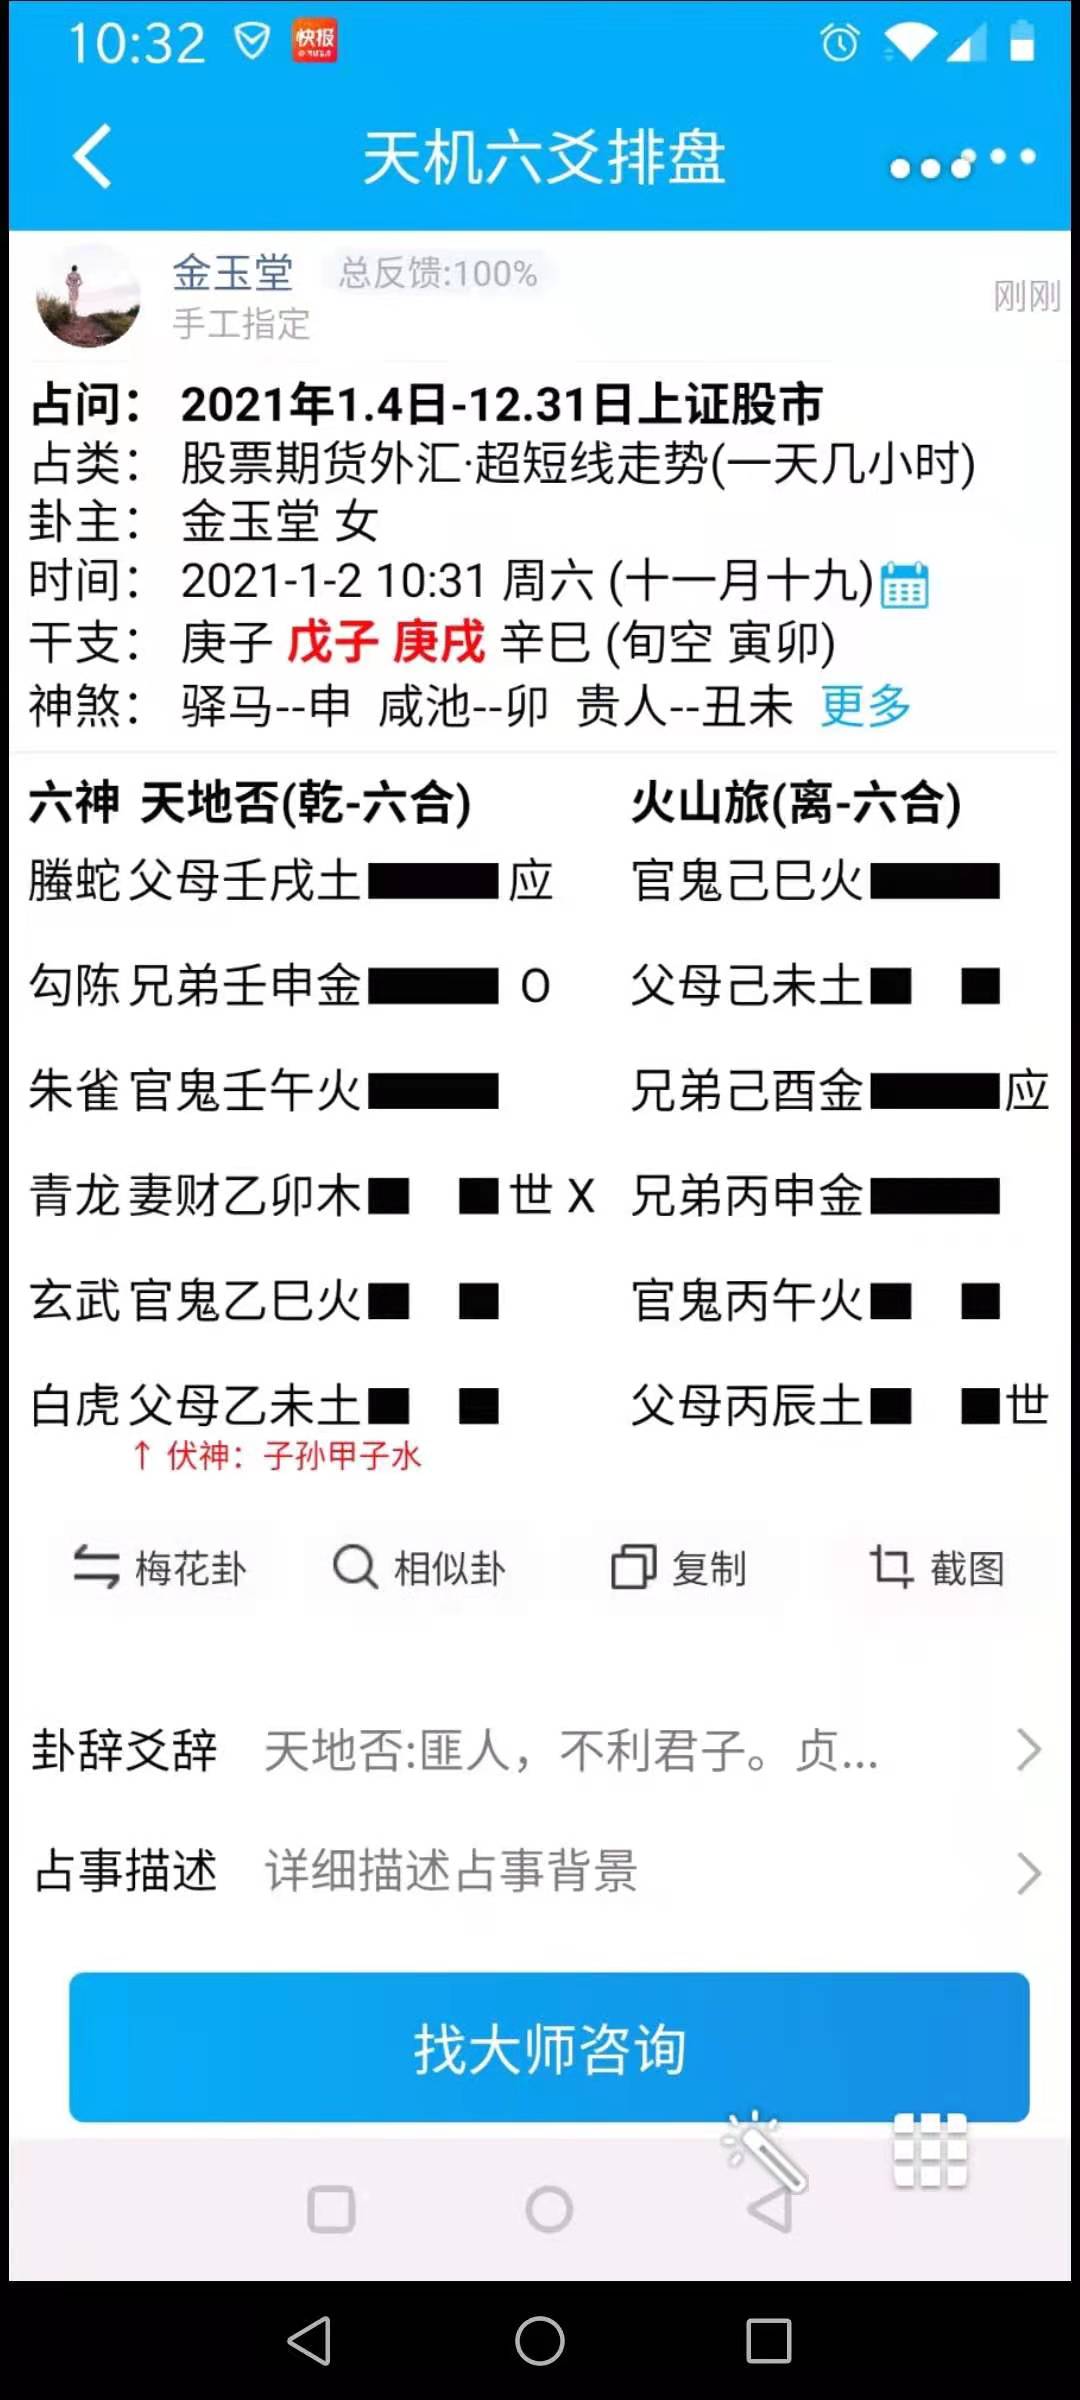 10:32 快报
天机六爻排盘
金玉堂 总反馈:100%
刚刚
手工指定
占问： 2021年1.4日-12.31日上证股市
占类： 股票期货外汇·超短线走势(一天几小时)
卦主： 金玉堂 女
时间： 2021-1-2 10:31 周六 (十一月十九)
干支： 庚子 戊子 庚戌 辛巳 (旬空 寅卯)
神煞： 驿马--申 咸池--卯 贵人--丑未 更多
六神 天地否(乾-六合) 火山旅(离-六合)
螣蛇 父母壬戌土 应 官鬼己巳火
勾陈 兄弟壬申金 O 父母己未土
朱雀 官鬼壬午火 兄弟己酉金 应
青龙 妻财乙卯木 世 X 兄弟丙申金
玄武 官鬼乙巳火 官鬼丙午火
白虎 父母乙未土 父母丙辰土 世
↑ 伏神：子孙甲子水
梅花卦 相似卦 复制 截图
卦辞爻辞 天地否:匪人，不利君子。贞...
占事描述 详细描述占事背景
找大师咨询